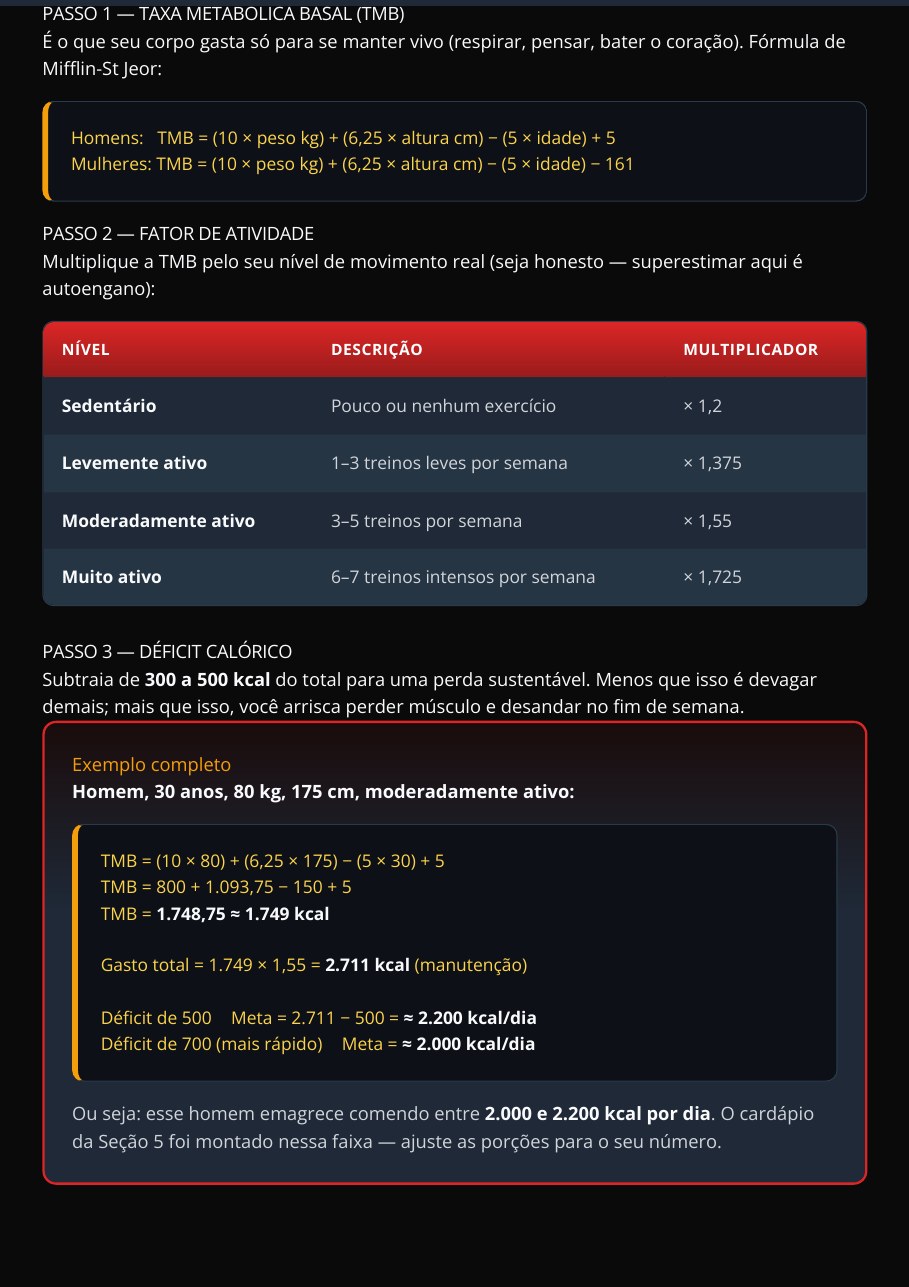 PASSO 1 — TAXA METABÓLICA BASAL (TMB)
É o que seu corpo gasta só para se manter vivo (respirar, pensar, bater o coração). Fórmula de
Mifflin-St Jeor:
Homens: TMB = (10 × peso kg) + (6,25 × altura cm) − (5 × idade) + 5
Mulheres: TMB = (10 × peso kg) + (6,25 × altura cm) − (5 × idade) − 161
PASSO 2 — FATOR DE ATIVIDADE
Multiplique a TMB pelo seu nível de movimento real (seja honesto — superestimar aqui é
autoengano):
NÍVEL DESCRIÇÃO MULTIPLICADOR
Sedentário Pouco ou nenhum exercício × 1,2
Levemente ativo 1–3 treinos leves por semana × 1,375
Moderadamente ativo 3–5 treinos por semana × 1,55
Muito ativo 6–7 treinos intensos por semana × 1,725
PASSO 3 — DÉFICIT CALÓRICO
Subtraia de 300 a 500 kcal do total para uma perda sustentável. Menos que isso é devagar
demais; mais que isso, você arrisca perder músculo e desandar no fim de semana.
Exemplo completo
Homem, 30 anos, 80 kg, 175 cm, moderadamente ativo:
TMB = (10 × 80) + (6,25 × 175) − (5 × 30) + 5
TMB = 800 + 1.093,75 − 150 + 5
TMB = 1.748,75 ≈ 1.749 kcal
Gasto total = 1.749 × 1,55 = 2.711 kcal (manutenção)
Déficit de 500 Meta = 2.711 − 500 = ≈ 2.200 kcal/dia
Déficit de 700 (mais rápido) Meta = ≈ 2.000 kcal/dia
Ou seja: esse homem emagrece comendo entre 2.000 e 2.200 kcal por dia. O cardápio
da Seção 5 foi montado nessa faixa — ajuste as porções para o seu número.